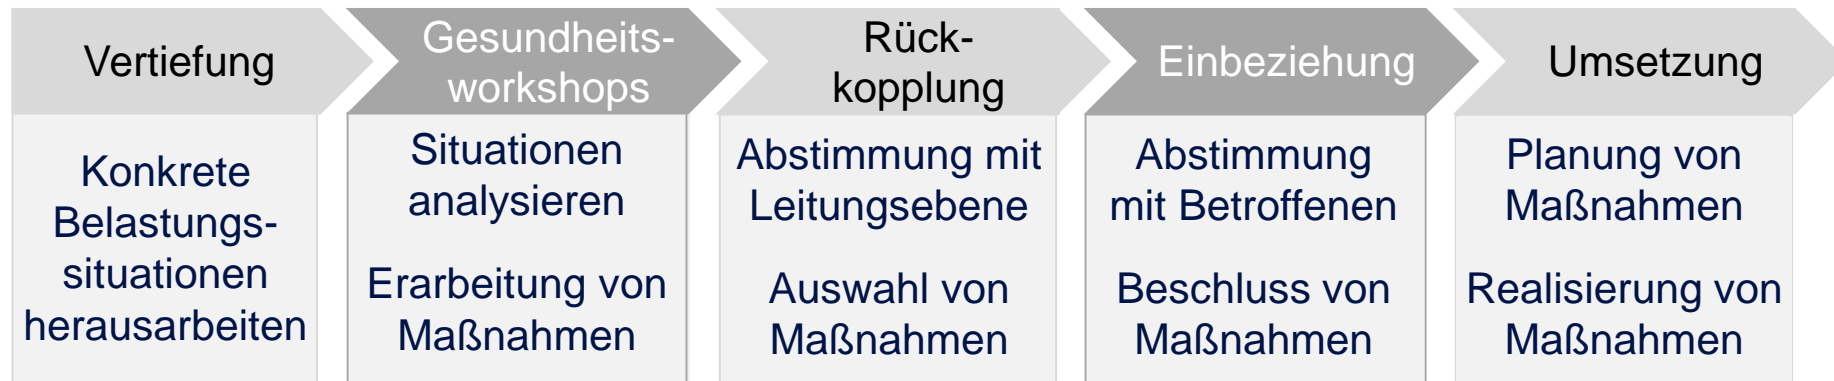 Vertiefung
Gesundheits-
workshops
Rück-
kopplung
Einbeziehung
Umsetzung
Konkrete
Belastungs-
situationen
herausarbeiten
Situationen
analysieren
Erarbeitung von
Maßnahmen
Abstimmung mit
Leitungsebene
Auswahl von
Maßnahmen
Abstimmung
mit Betroffenen
Beschluss von
Maßnahmen
Planung von
Maßnahmen
Realisierung von
Maßnahmen